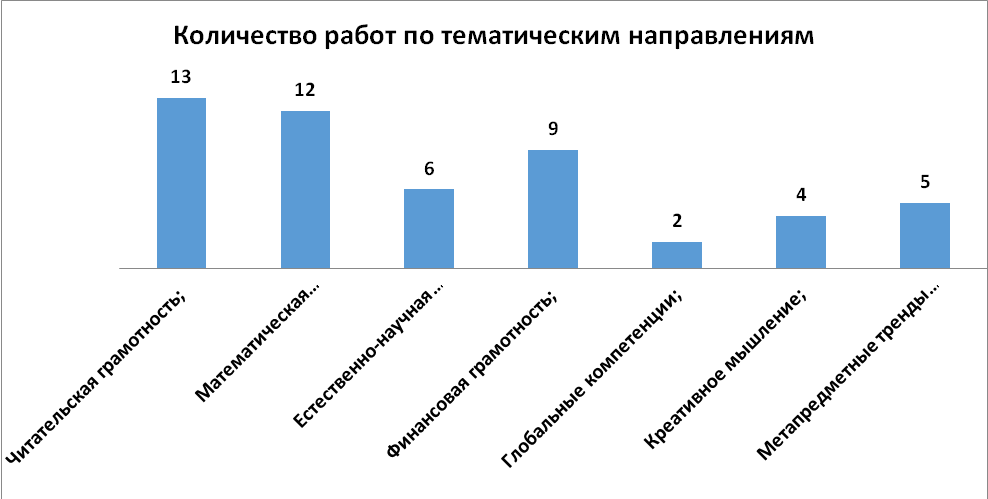 Количество работ по тематическим направлениям
13
12
6
9
2
4
5
Читательская грамотность;
Математическая...
Естественно-научная...
Финансовая грамотность;
Глобальные компетенции;
Креативное мышление;
Метапредметные тренды...